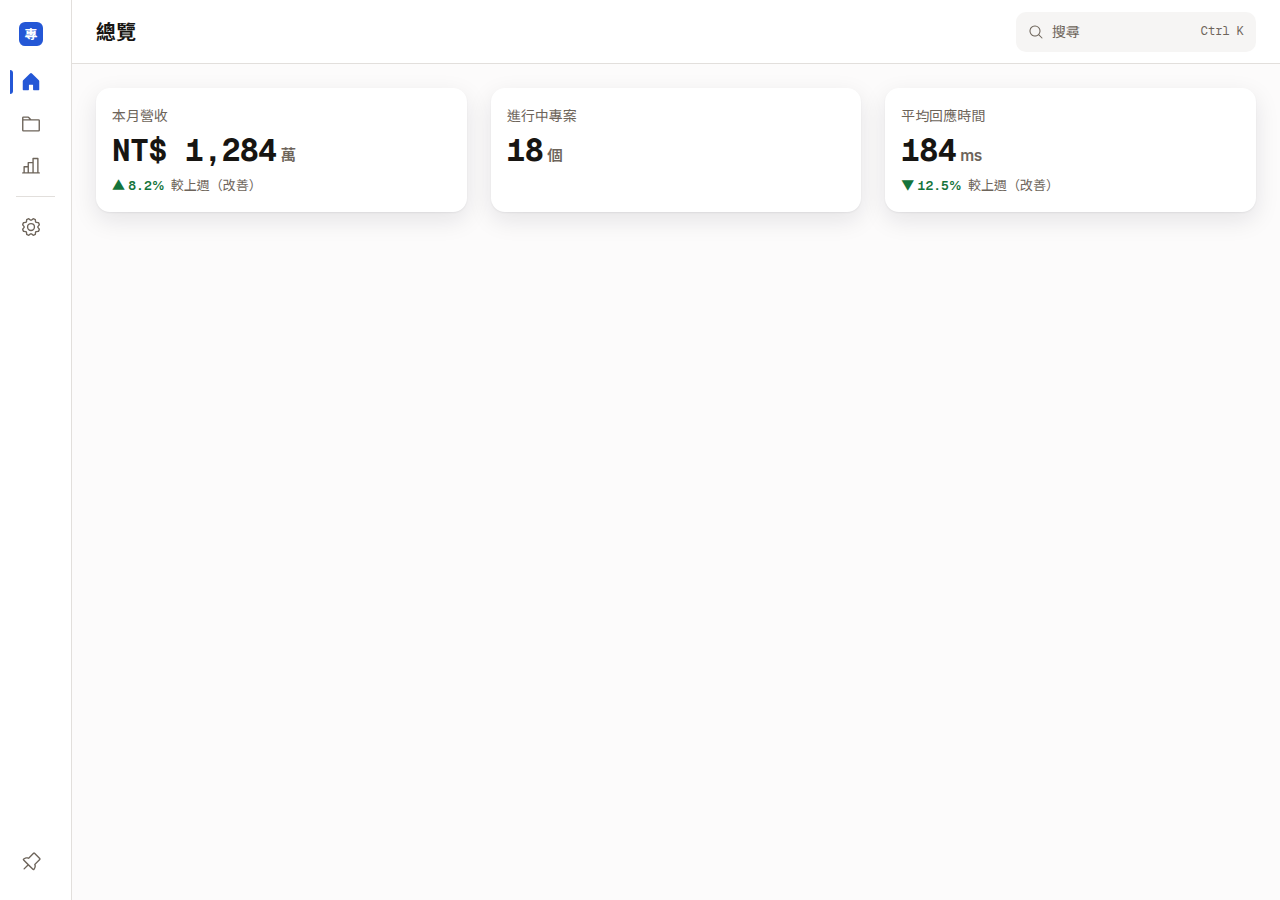 專
總覽
搜尋 Ctrl K
本月營收
NT$ 1,284 萬
▲ 8.2% 較上週（改善）
進行中專案
18 個
平均回應時間
184 ms
▼ 12.5% 較上週（改善）